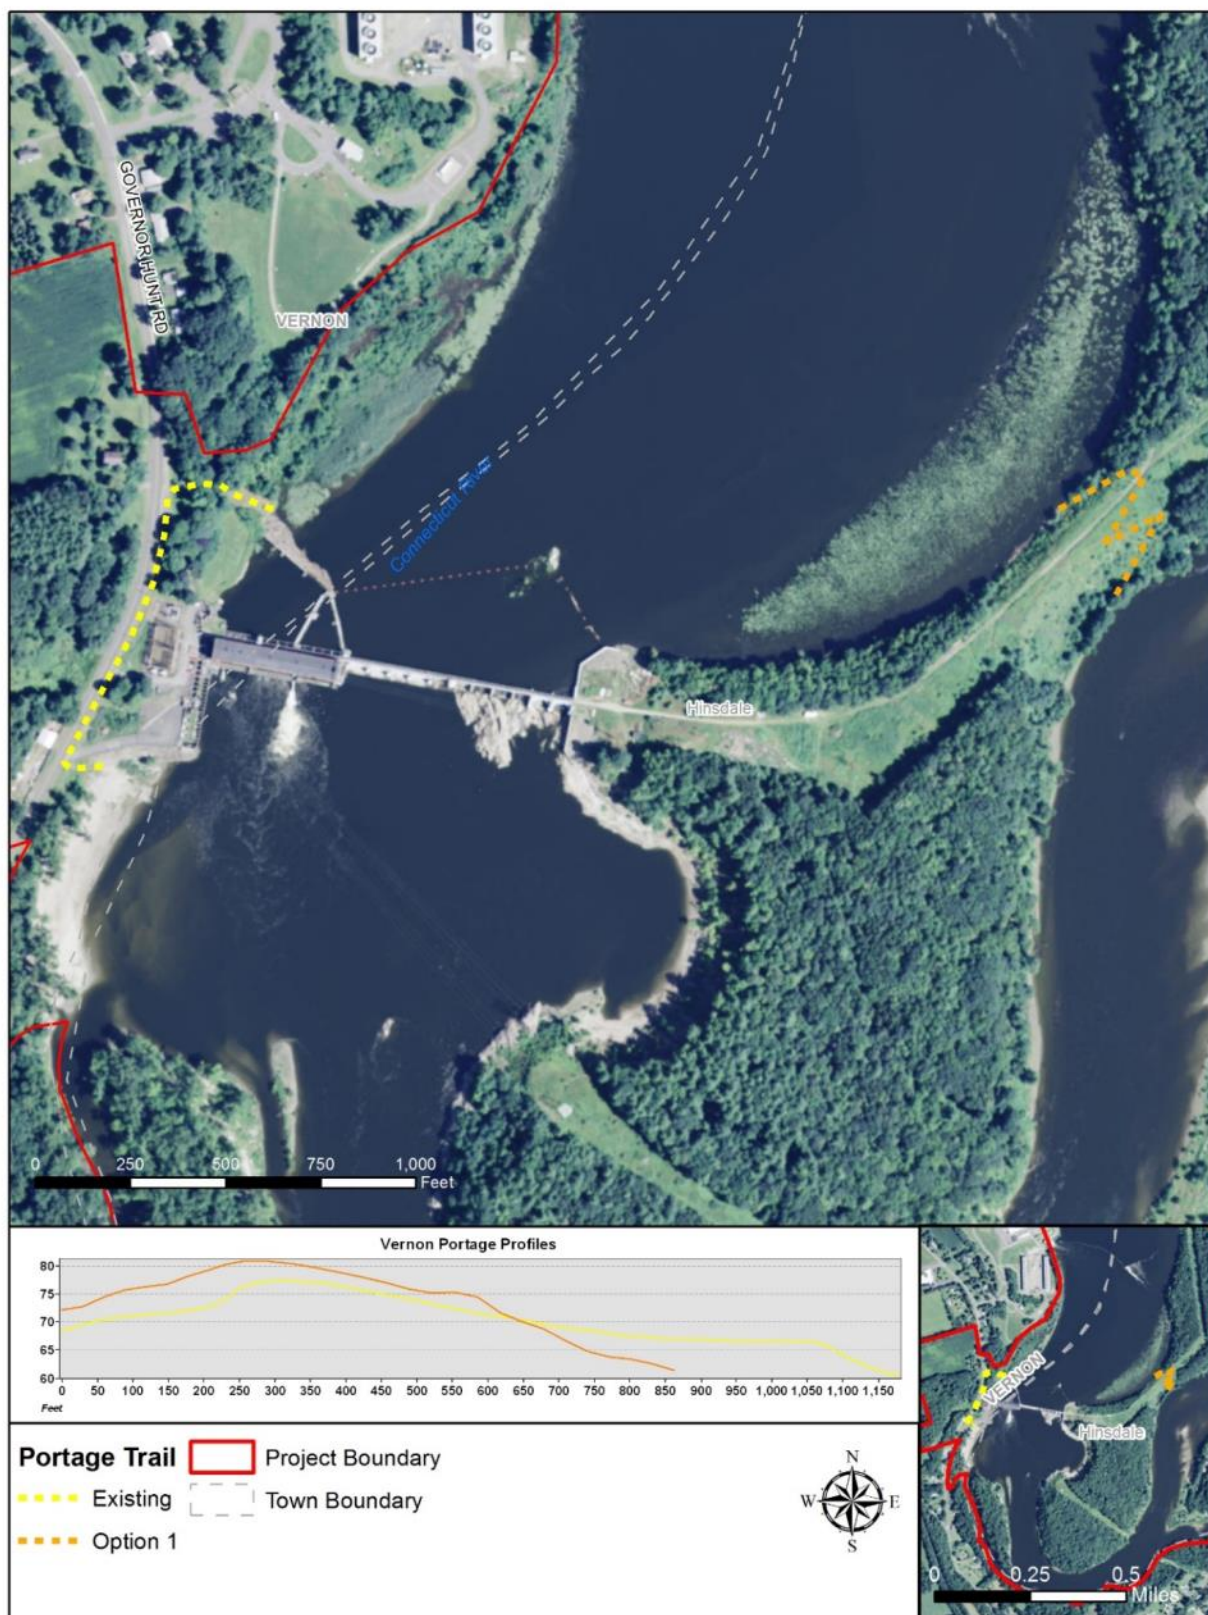 GOVERNOR HUNT RD
VERNON
Connecticut River
Hinsdale
0 250 500 750 1,000
Feet
Vernon Portage Profiles
80
75
70
65
60
0 50 100 150 200 250 300 350 400 450 500 550 600 650 700 750 800 850 900 950 1,000 1,050 1,100 1,150
Feet
Portage Trail
Existing
Option 1
Project Boundary
Town Boundary
N
W E
S
VERNON
Hinsdale
0 0.25 0.5
Miles